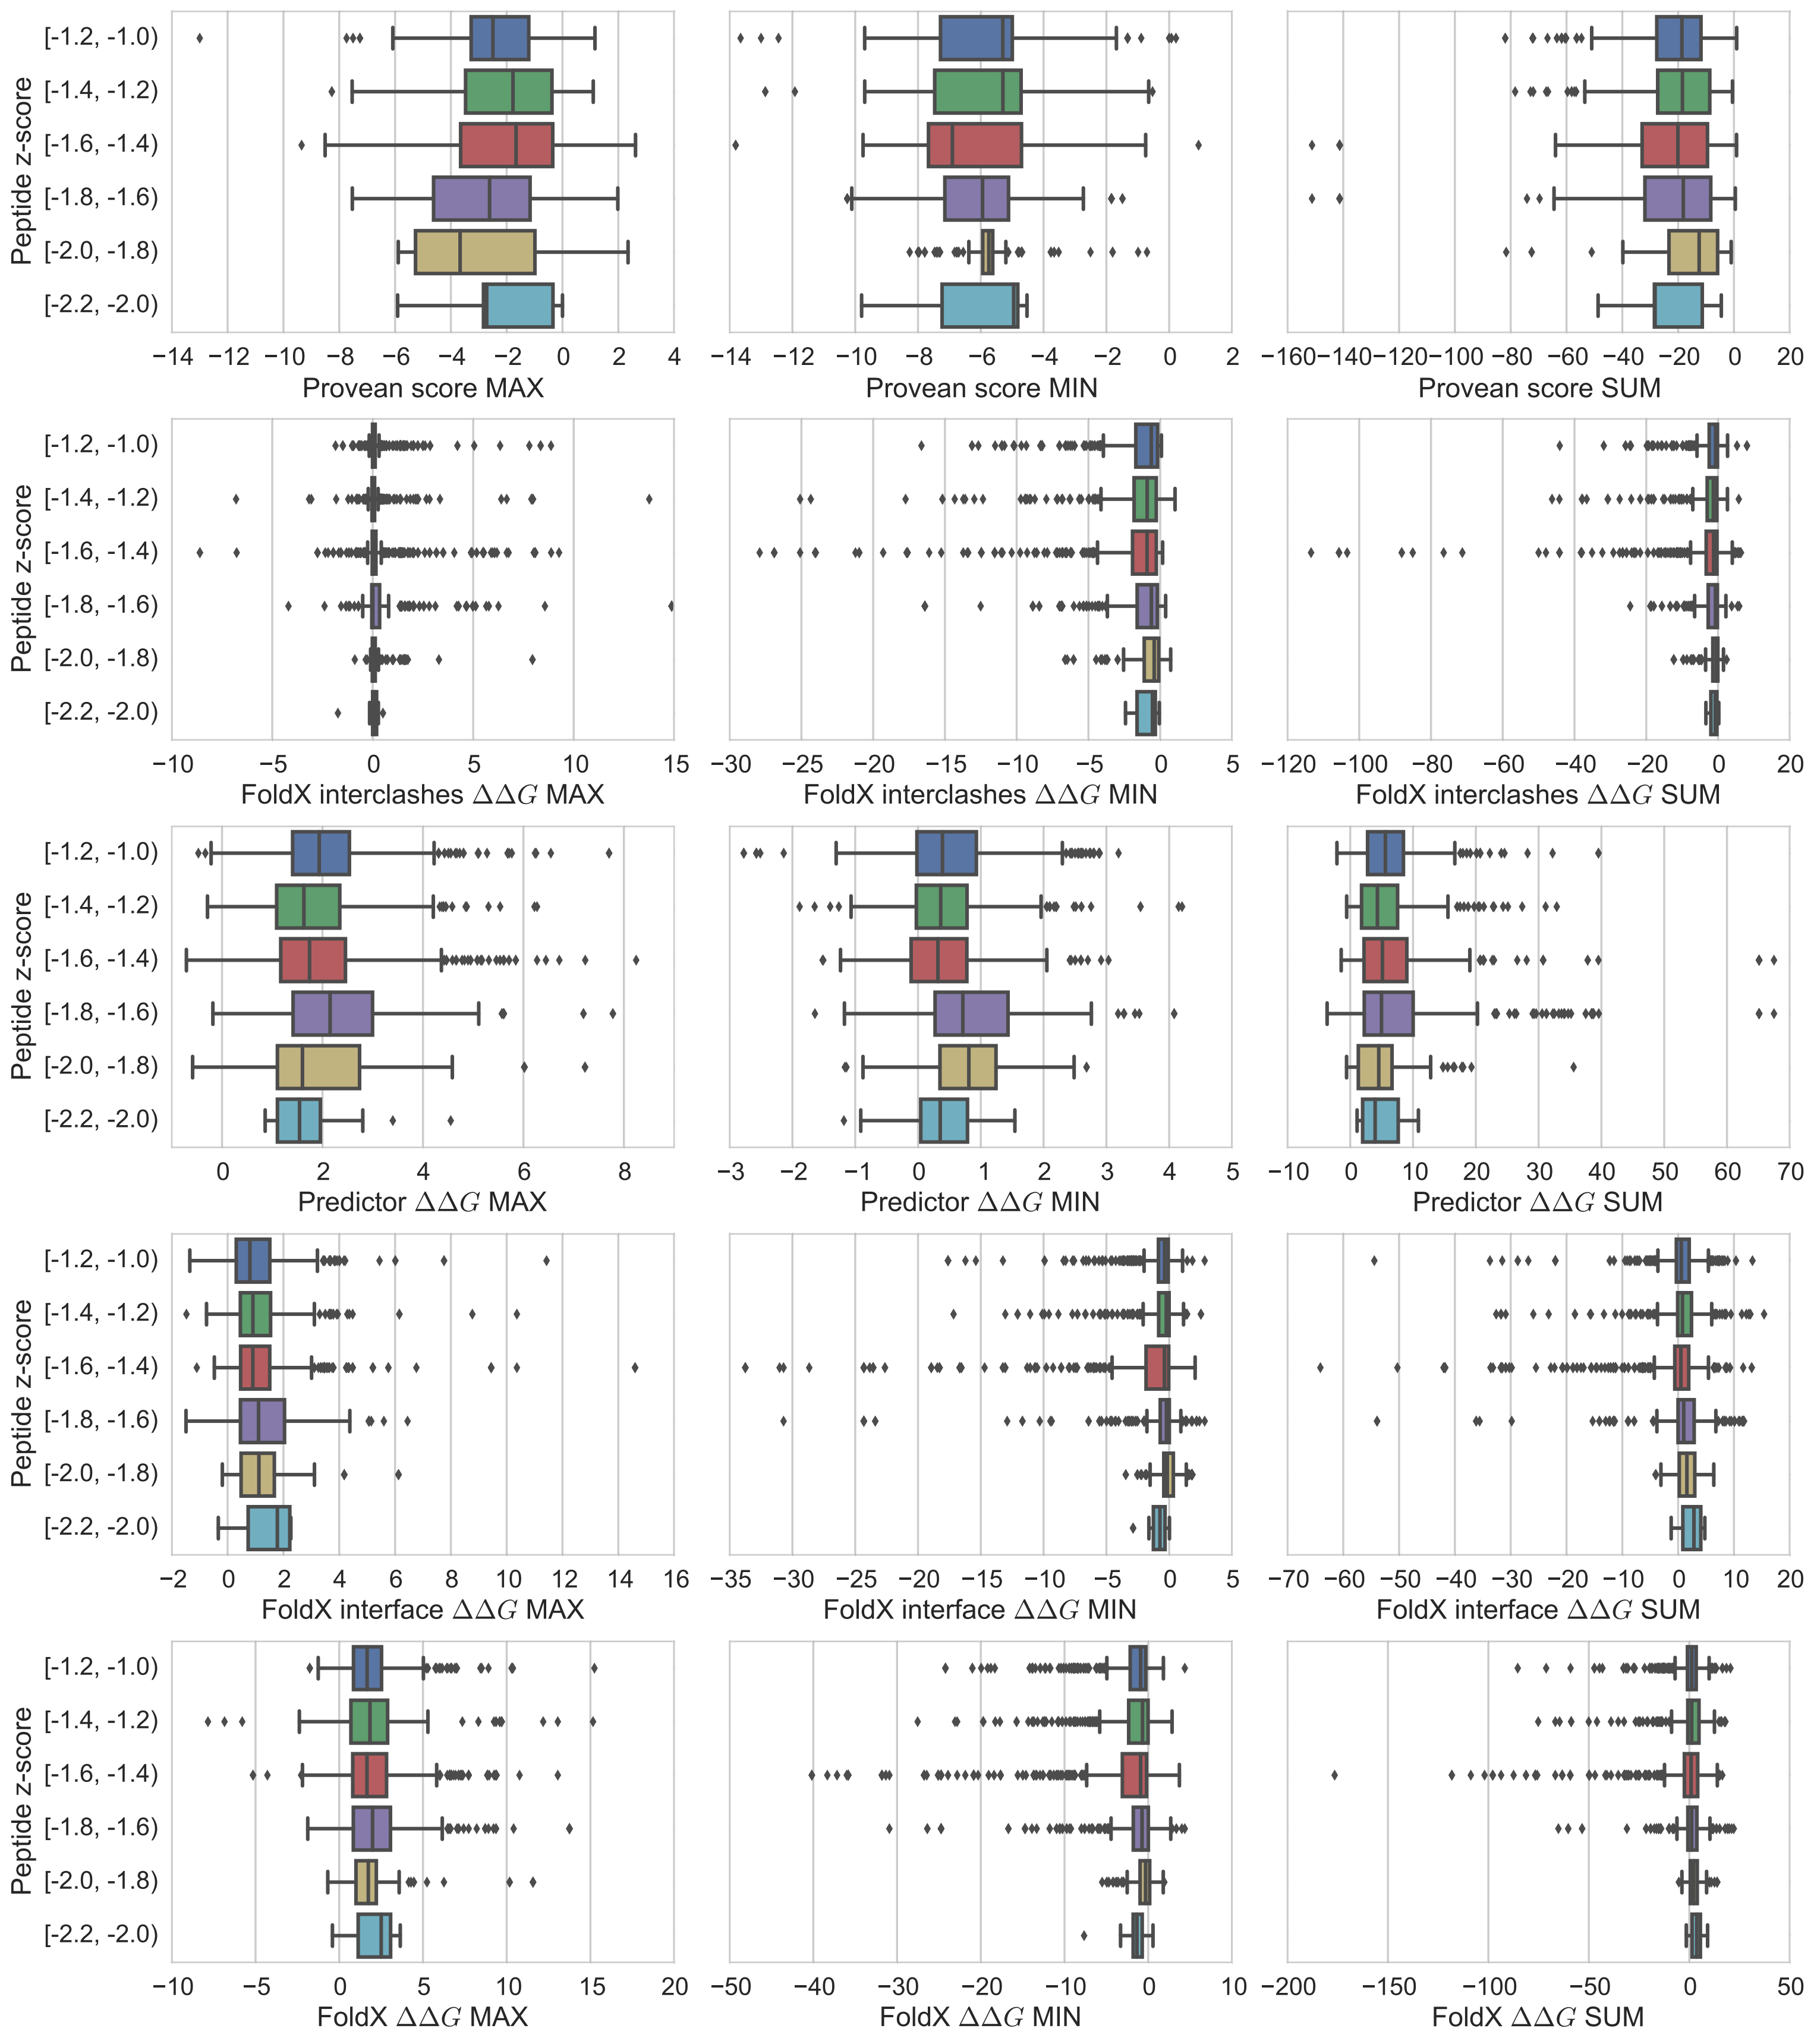 Peptide z-score
[-1.2, -1.0)
[-1.4, -1.2)
[-1.6, -1.4)
[-1.8, -1.6)
[-2.0, -1.8)
[-2.2, -2.0)
−14 −12 −10 −8 −6 −4 −2 0 2 4
Provean score MAX
−14 −12 −10 −8 −6 −4 −2 0 2
Provean score MIN
−160 −140 −120 −100 −80 −60 −40 −20 0 20
Provean score SUM
Peptide z-score
[-1.2, -1.0)
[-1.4, -1.2)
[-1.6, -1.4)
[-1.8, -1.6)
[-2.0, -1.8)
[-2.2, -2.0)
−10 −5 0 5 10 15
FoldX interclashes ΔΔG MAX
−30 −25 −20 −15 −10 −5 0 5
FoldX interclashes ΔΔG MIN
−120 −100 −80 −60 −40 −20 0 20
FoldX interclashes ΔΔG SUM
Peptide z-score
[-1.2, -1.0)
[-1.4, -1.2)
[-1.6, -1.4)
[-1.8, -1.6)
[-2.0, -1.8)
[-2.2, -2.0)
0 2 4 6 8
Predictor ΔΔG MAX
−3 −2 −1 0 1 2 3 4 5
Predictor ΔΔG MIN
−10 0 10 20 30 40 50 60 70
Predictor ΔΔG SUM
Peptide z-score
[-1.2, -1.0)
[-1.4, -1.2)
[-1.6, -1.4)
[-1.8, -1.6)
[-2.0, -1.8)
[-2.2, -2.0)
−2 0 2 4 6 8 10 12 14 16
FoldX interface ΔΔG MAX
−35 −30 −25 −20 −15 −10 −5 0 5
FoldX interface ΔΔG MIN
−70 −60 −50 −40 −30 −20 −10 0 10 20
FoldX interface ΔΔG SUM
Peptide z-score
[-1.2, -1.0)
[-1.4, -1.2)
[-1.6, -1.4)
[-1.8, -1.6)
[-2.0, -1.8)
[-2.2, -2.0)
−10 −5 0 5 10 15 20
FoldX ΔΔG MAX
−50 −40 −30 −20 −10 0 10
FoldX ΔΔG MIN
−200 −150 −100 −50 0 50
FoldX ΔΔG SUM